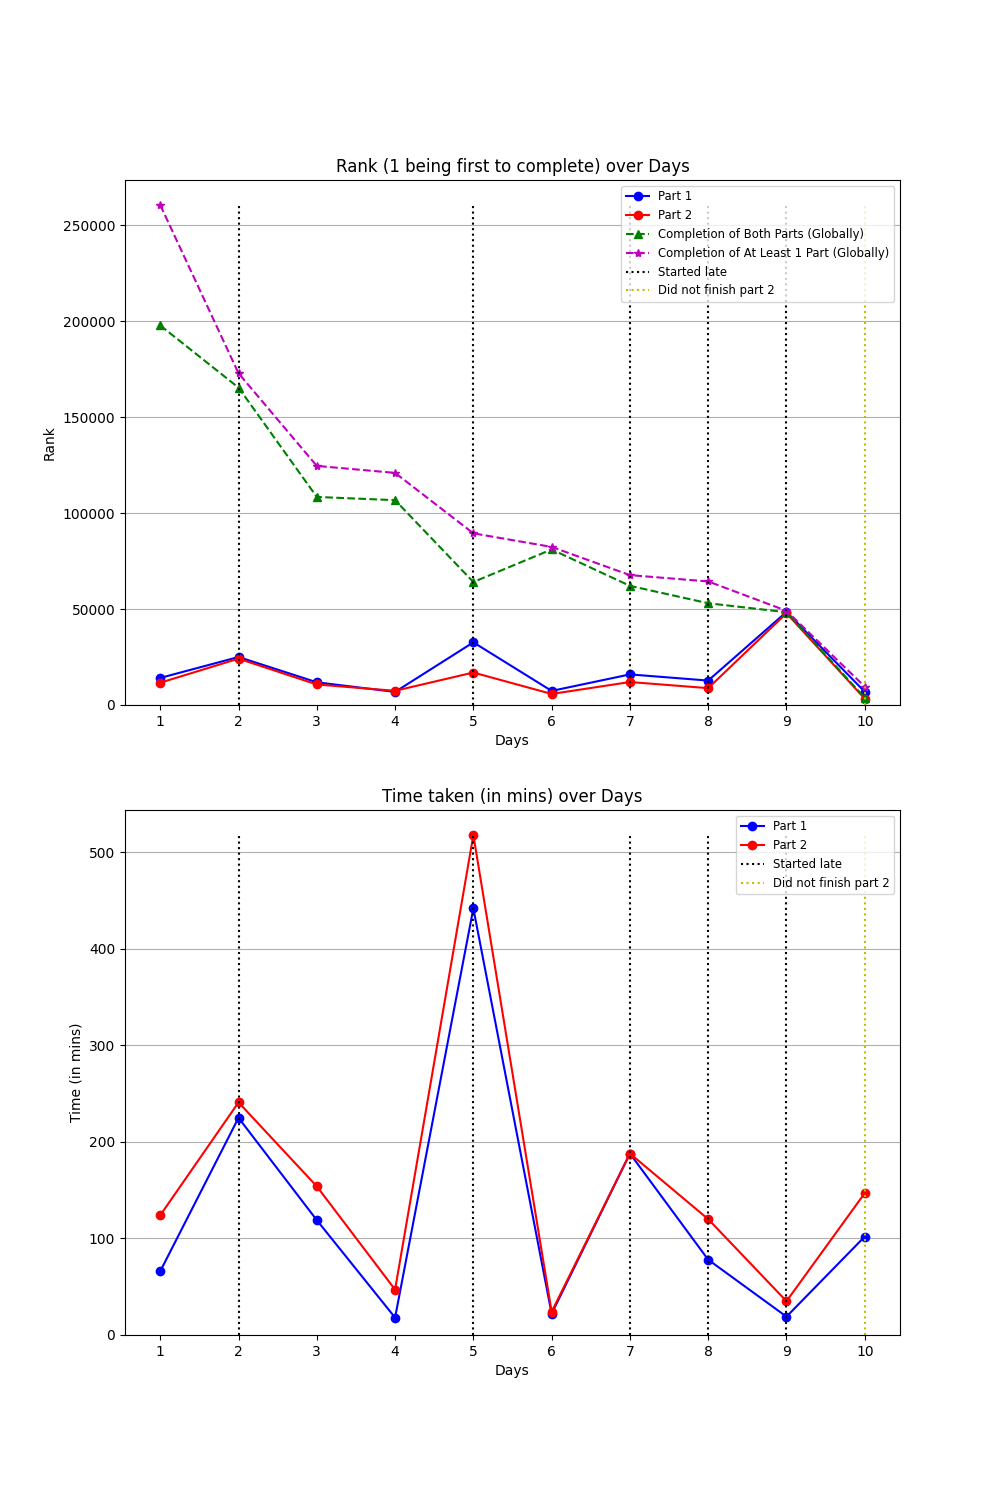 Rank (1 being first to complete) over Days
Part 1
Part 2
Completion of Both Parts (Globally)
Completion of At Least 1 Part (Globally)
Started late
Did not finish part 2
250000
200000
150000
100000
50000
0
Rank
1 2 3 4 5 6 7 8 9 10
Days
Time taken (in mins) over Days
Part 1
Part 2
Started late
Did not finish part 2
500
400
300
200
100
0
Time (in mins)
1 2 3 4 5 6 7 8 9 10
Days